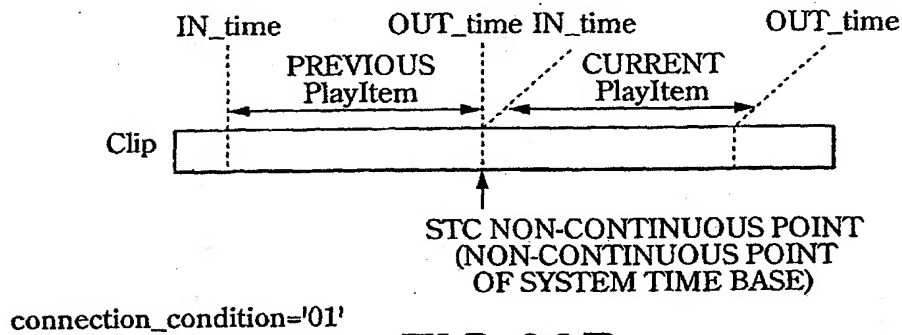 IN_time OUT_time IN_time OUT_time
PREVIOUS CURRENT
PlayItem PlayItem
Clip
STC NON-CONTINUOUS POINT
(NON-CONTINUOUS POINT
OF SYSTEM TIME BASE)
connection_condition='01'